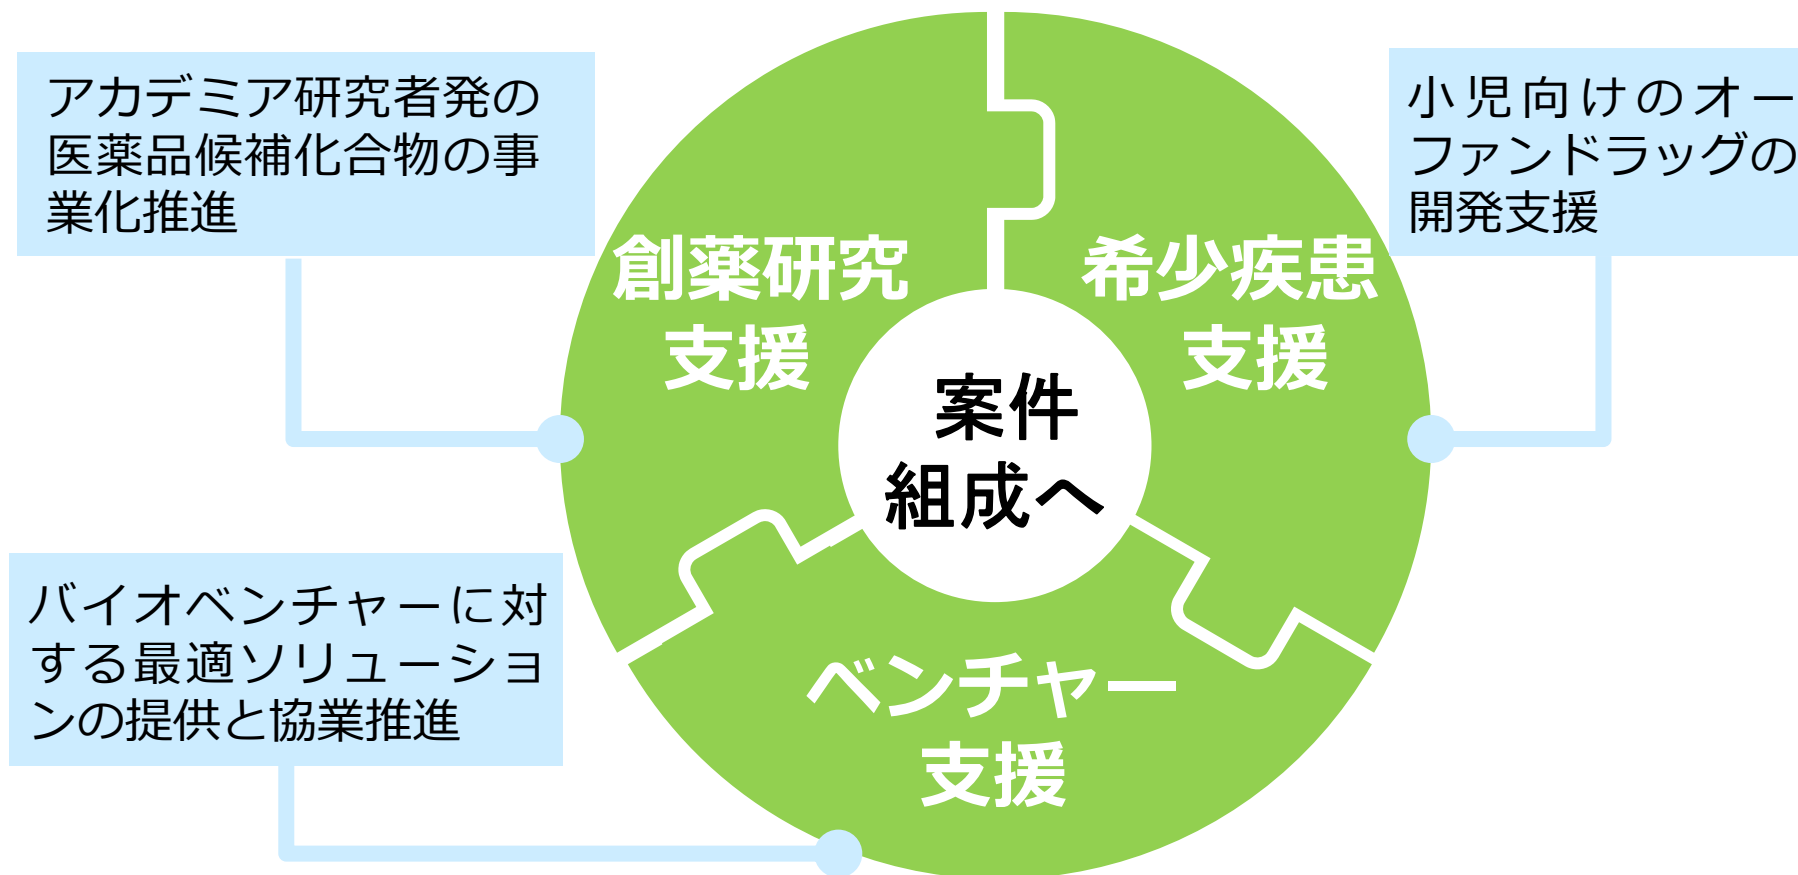 アカデミア研究者発の
医薬品候補化合物の事
業化推進
小児向けのオー
ファンドラッグの
開発支援
創薬研究
支援
希少疾患
支援
案件
組成へ
バイオベンチャーに対
する最適ソリューショ
ンの提供と協業推進
ベンチャー
支援